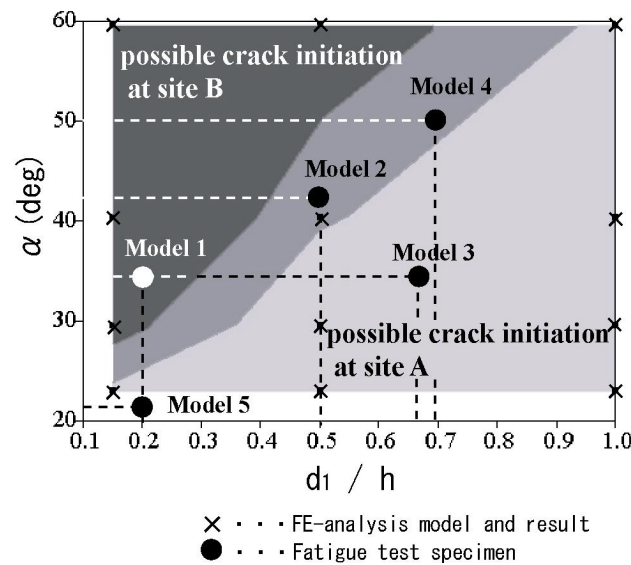 60
possible crack initiation
at site B
Model 4
50
Model 2
α (deg)
40
Model 1
Model 3
30
possible crack initiation
at site A
Model 5
20
0.1 0.2 0.3 0.4 0.5 0.6 0.7 0.8 0.9 1.0
d1 / h
× ・・・FE-analysis model and result
● ・・・Fatigue test specimen